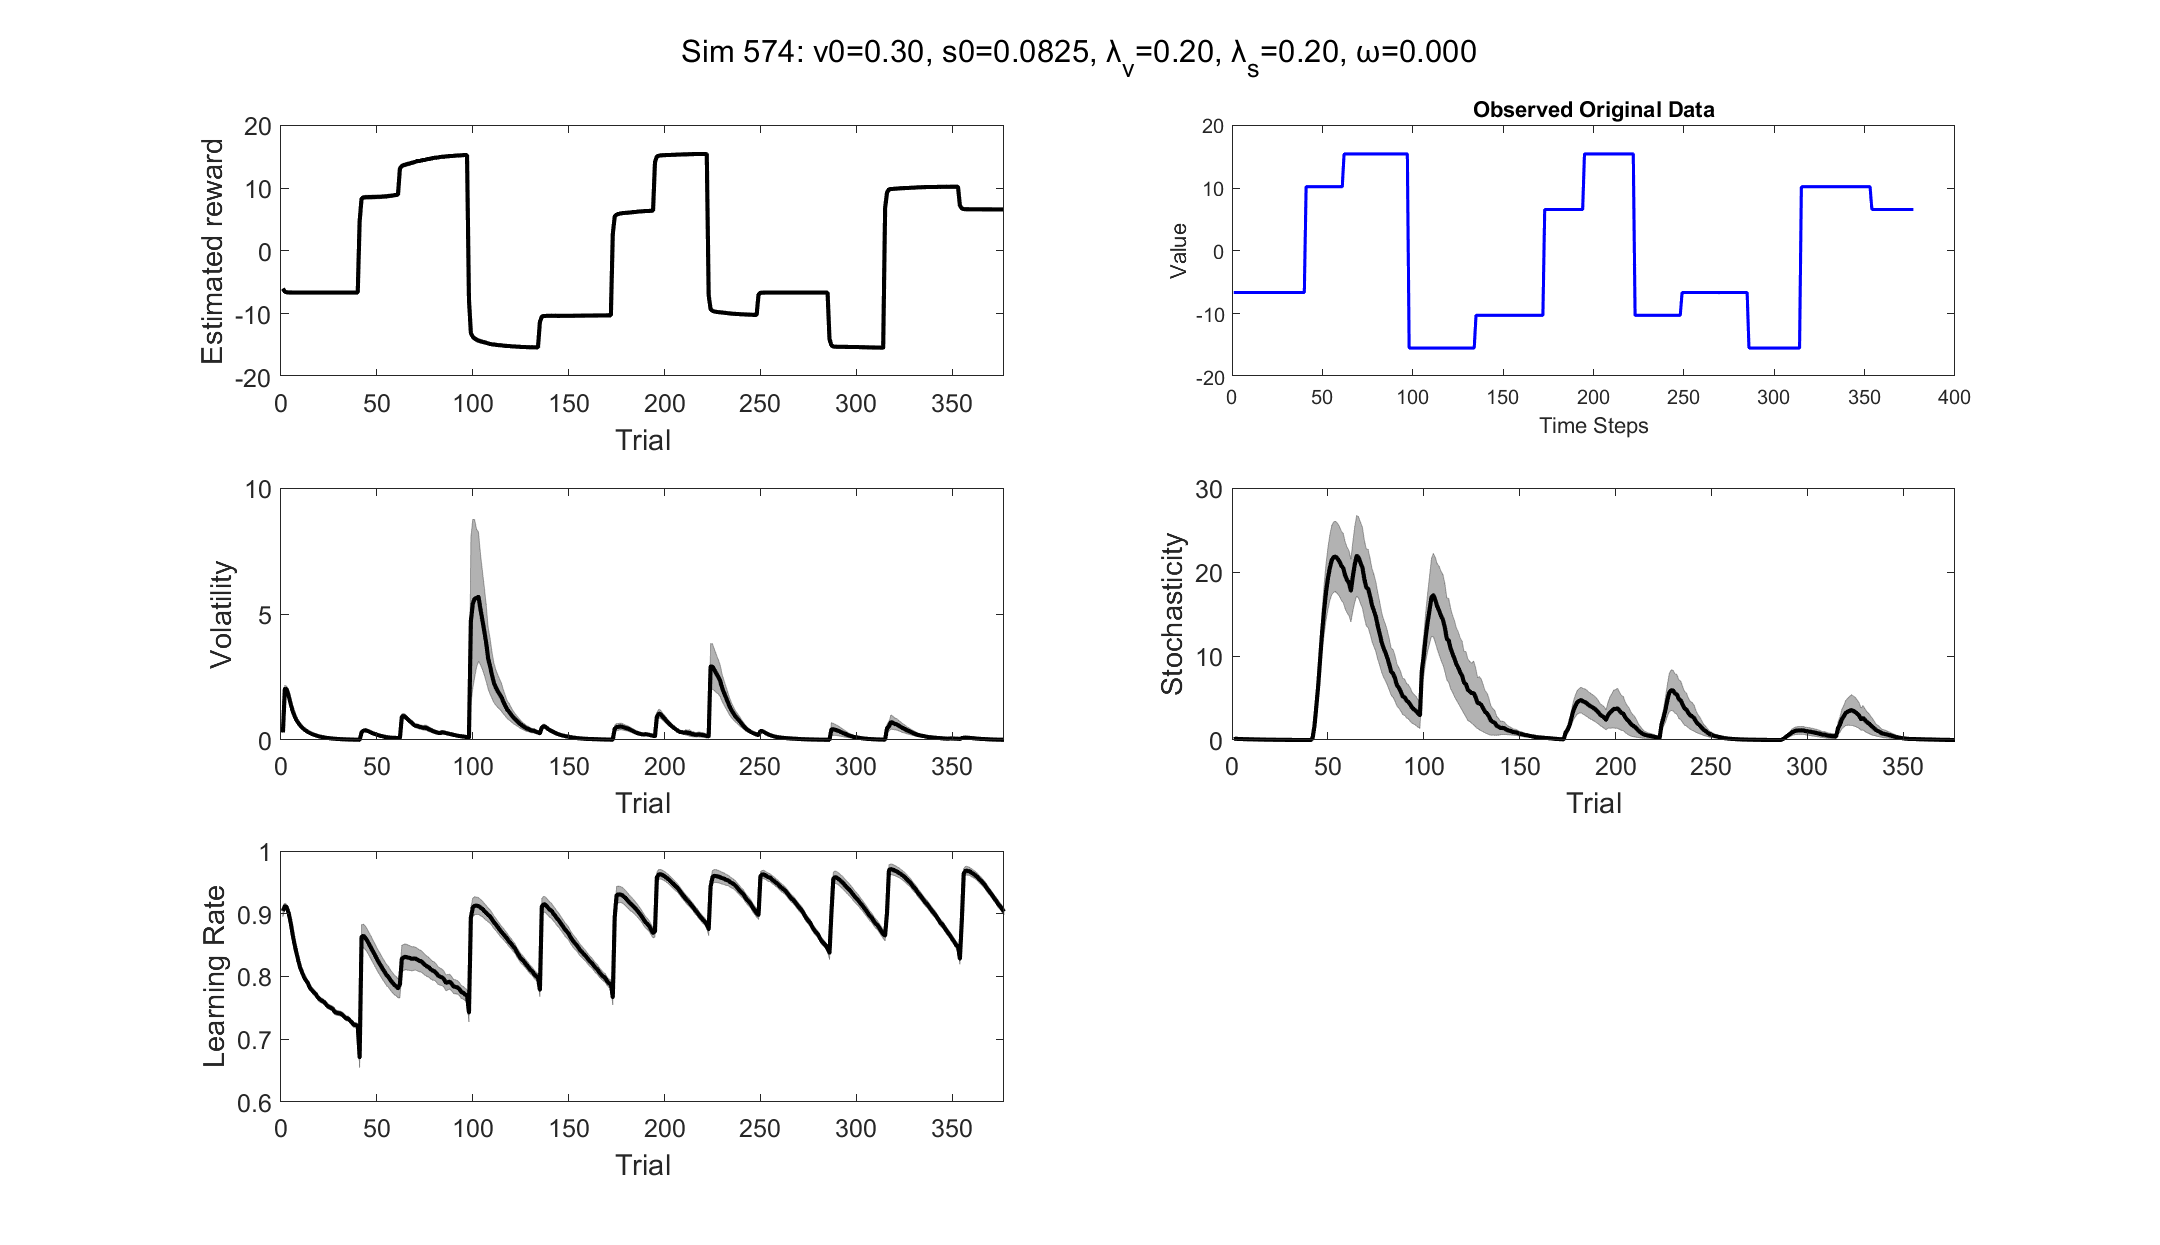 Sim 574: v0=0.30, s0=0.0825, λv=0.20, λs=0.20, ω=0.000
Estimated reward
20
10
0
-10
-20
0 50 100 150 200 250 300 350
Trial
Observed Original Data
Value
20
10
0
-10
-20
0 50 100 150 200 250 300 350 400
Time Steps
Volatility
10
5
0
0 50 100 150 200 250 300 350
Trial
Stochasticity
30
20
10
0
0 50 100 150 200 250 300 350
Trial
Learning Rate
1
0.9
0.8
0.7
0.6
0 50 100 150 200 250 300 350
Trial